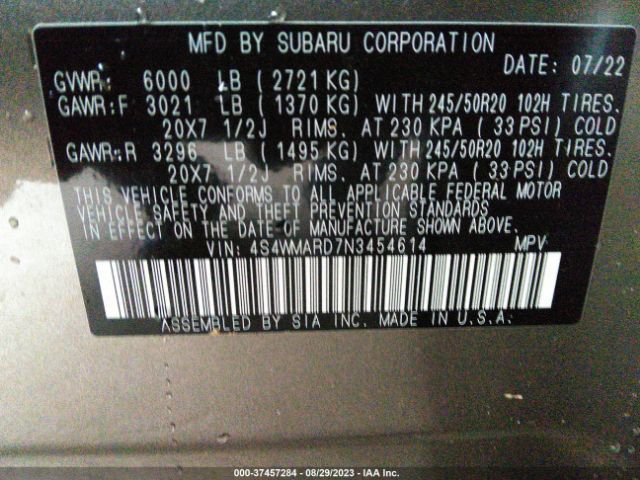 MFD BY SUBARU CORPORATION
DATE: 07/22
GVWR: 6000 LB ( 2721 KG)
GAWR:F 3021 LB ( 1370 KG) WITH 245/50R20 102H TIRES.
20X7 1/2J RIMS. AT 230 KPA ( 33 PSI) COLD
GAWR:R 3296 LB ( 1495 KG) WITH 245/50R20 102H TIRES.
20X7 1/2J RIMS. AT 230 KPA ( 33 PSI) COLD
THIS VEHICLE CONFORMS TO ALL APPLICABLE FEDERAL MOTOR
VEHICLE SAFETY AND THEFT PREVENTION STANDARDS
IN EFFECT ON THE DATE OF MANUFACTURE SHOWN ABOVE.
VIN: 4S4WMARD7N3454614 MPV
ASSEMBLED BY SIA INC. MADE IN U.S.A.
000-37457284 - 08/29/2023 - IAA Inc.